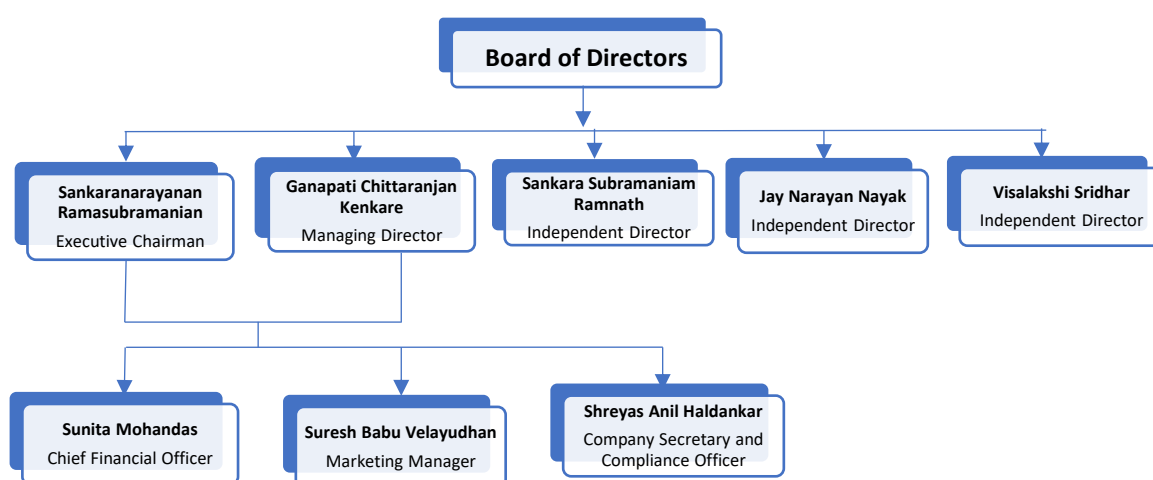 Board of Directors
Sankaranarayanan
Ramasubramanian
Executive Chairman
Ganapati Chittaranjan
Kenkare
Managing Director
Sankara Subramaniam
Ramnath
Independent Director
Jay Narayan Nayak
Independent Director
Visalakshi Sridhar
Independent Director
Sunita Mohandas
Chief Financial Officer
Suresh Babu Velayudhan
Marketing Manager
Shreyas Anil Haldankar
Company Secretary and
Compliance Officer